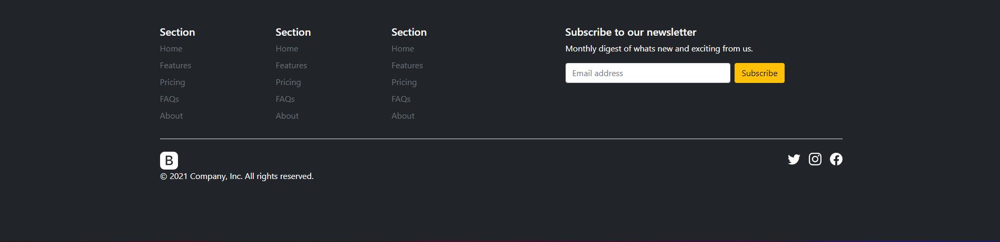 Section
Home
Features
Pricing
FAQs
About
Section
Home
Features
Pricing
FAQs
About
Section
Home
Features
Pricing
FAQs
About
Subscribe to our newsletter
Monthly digest of whats new and exciting from us.
Email address
Subscribe
B
© 2021 Company, Inc. All rights reserved.